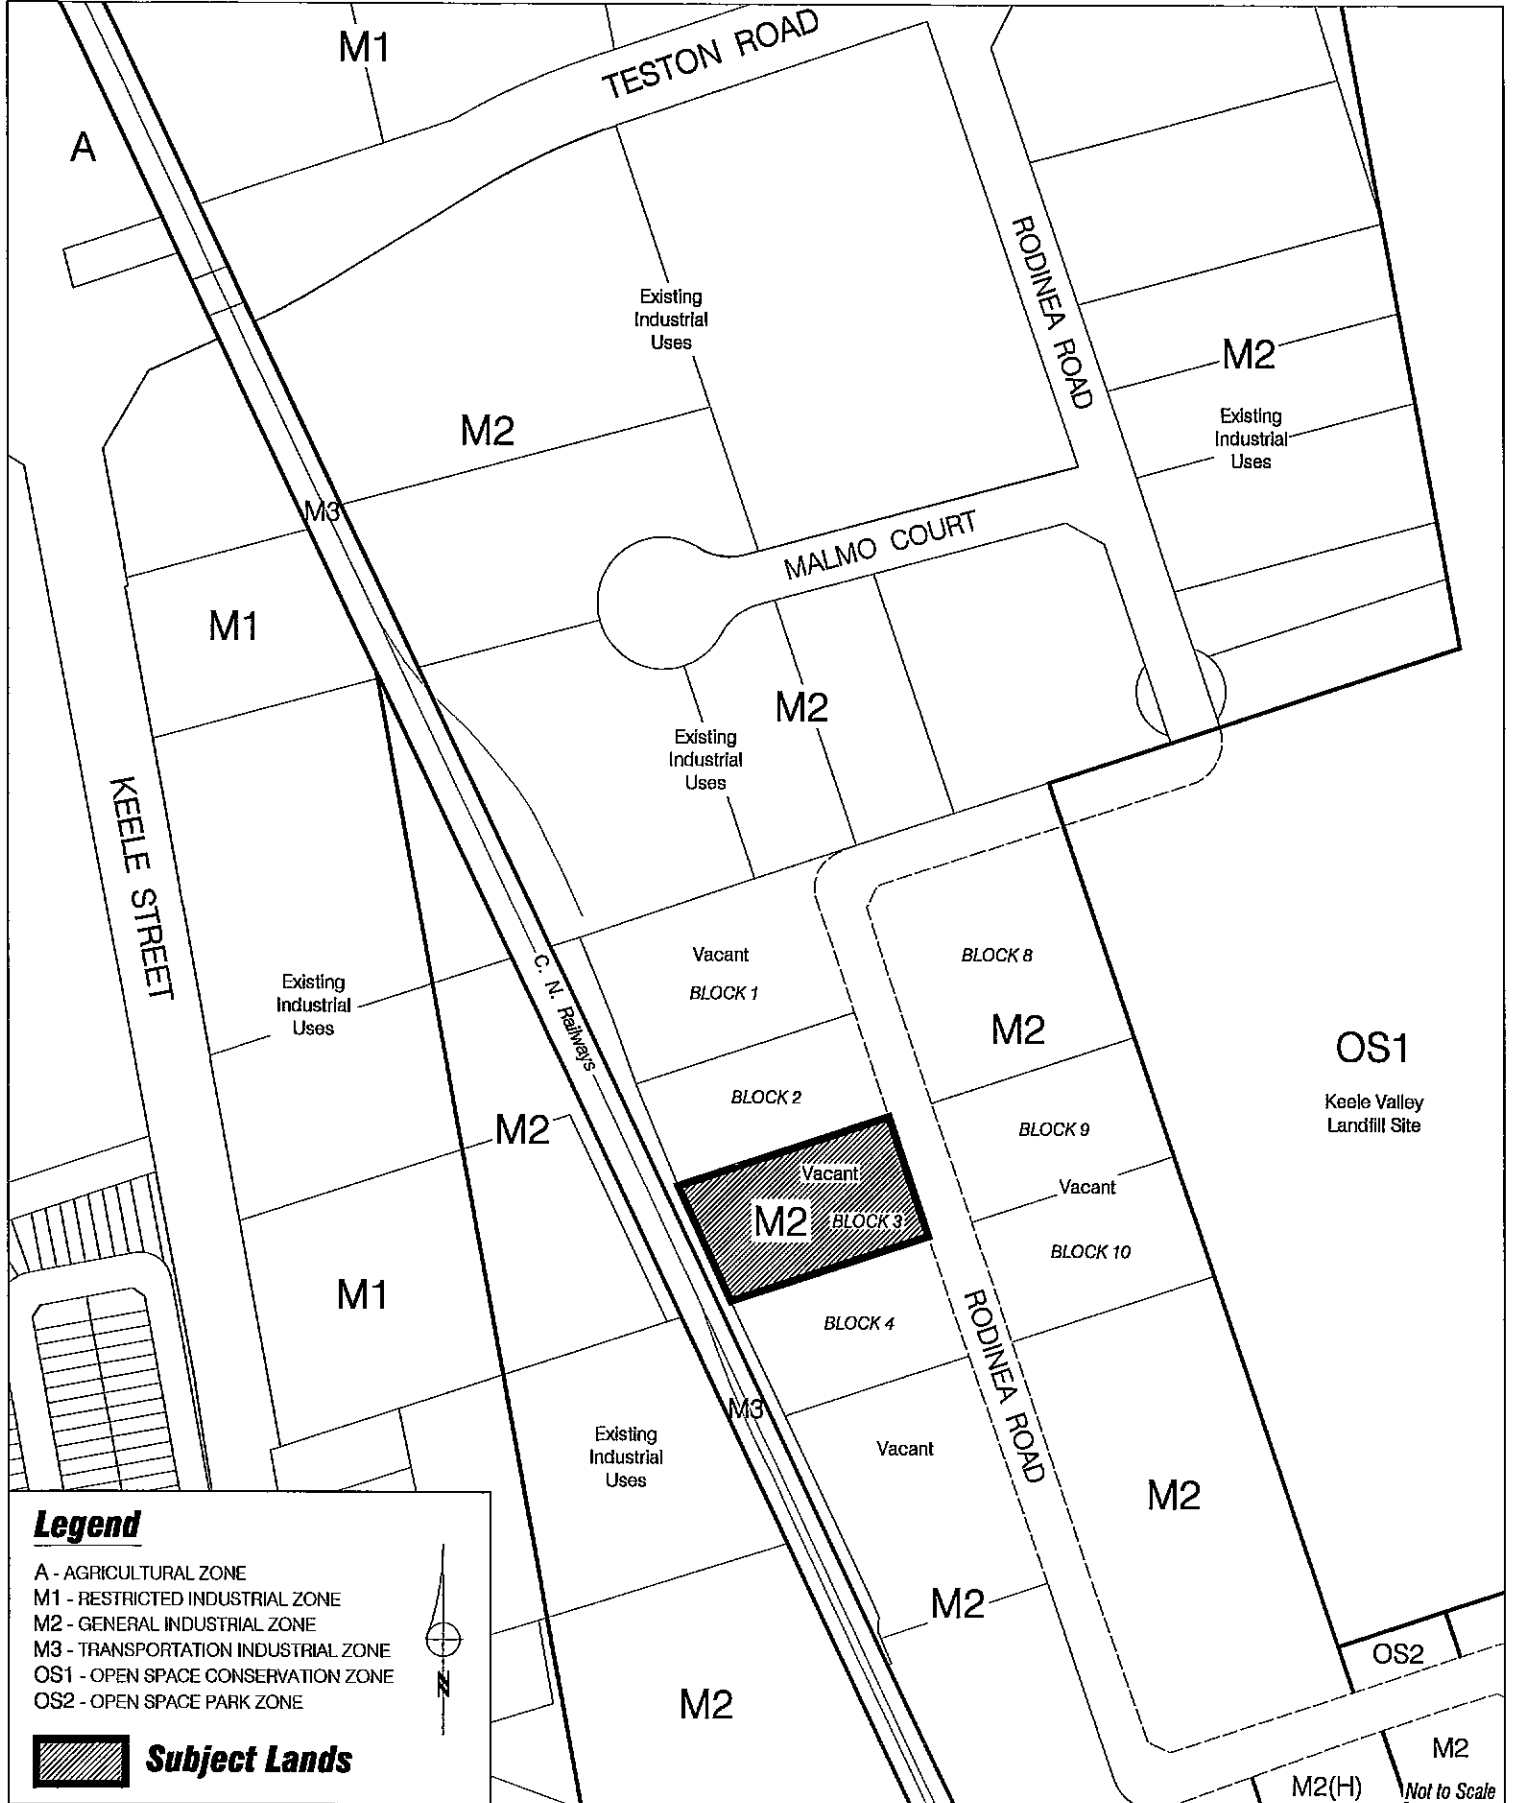 M1
TESTON ROAD
A
RODINEA ROAD
Existing
Industrial
Uses
M2
M2
Existing
Industrial
Uses
M3
MALMO COURT
M1
M2
Existing
Industrial
Uses
KEELE STREET
C. N. Railways
Vacant
BLOCK 1
BLOCK 8
Existing
Industrial
Uses
M2
OS1
Keele Valley
Landfill Site
BLOCK 2
M2
BLOCK 9
Vacant
M2
BLOCK 3
Vacant
BLOCK 10
M1
BLOCK 4
RODINEA ROAD
M3
Existing
Industrial
Uses
Vacant
M2
M2
M2
OS2
M2
M2(H)
Not to Scale
Legend
A - AGRICULTURAL ZONE
M1 - RESTRICTED INDUSTRIAL ZONE
M2 - GENERAL INDUSTRIAL ZONE
M3 - TRANSPORTATION INDUSTRIAL ZONE
OS1 - OPEN SPACE CONSERVATION ZONE
OS2 - OPEN SPACE PARK ZONE
N
Subject Lands